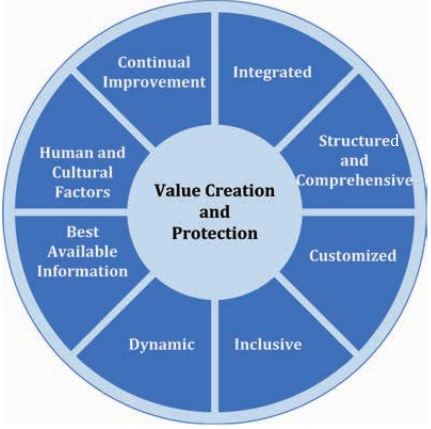 Continual
Improvement
Integrated
Structured
and
Comprehensive
Customized
Inclusive
Dynamic
Best
Available
Information
Human and
Cultural
Factors
Value Creation
and
Protection